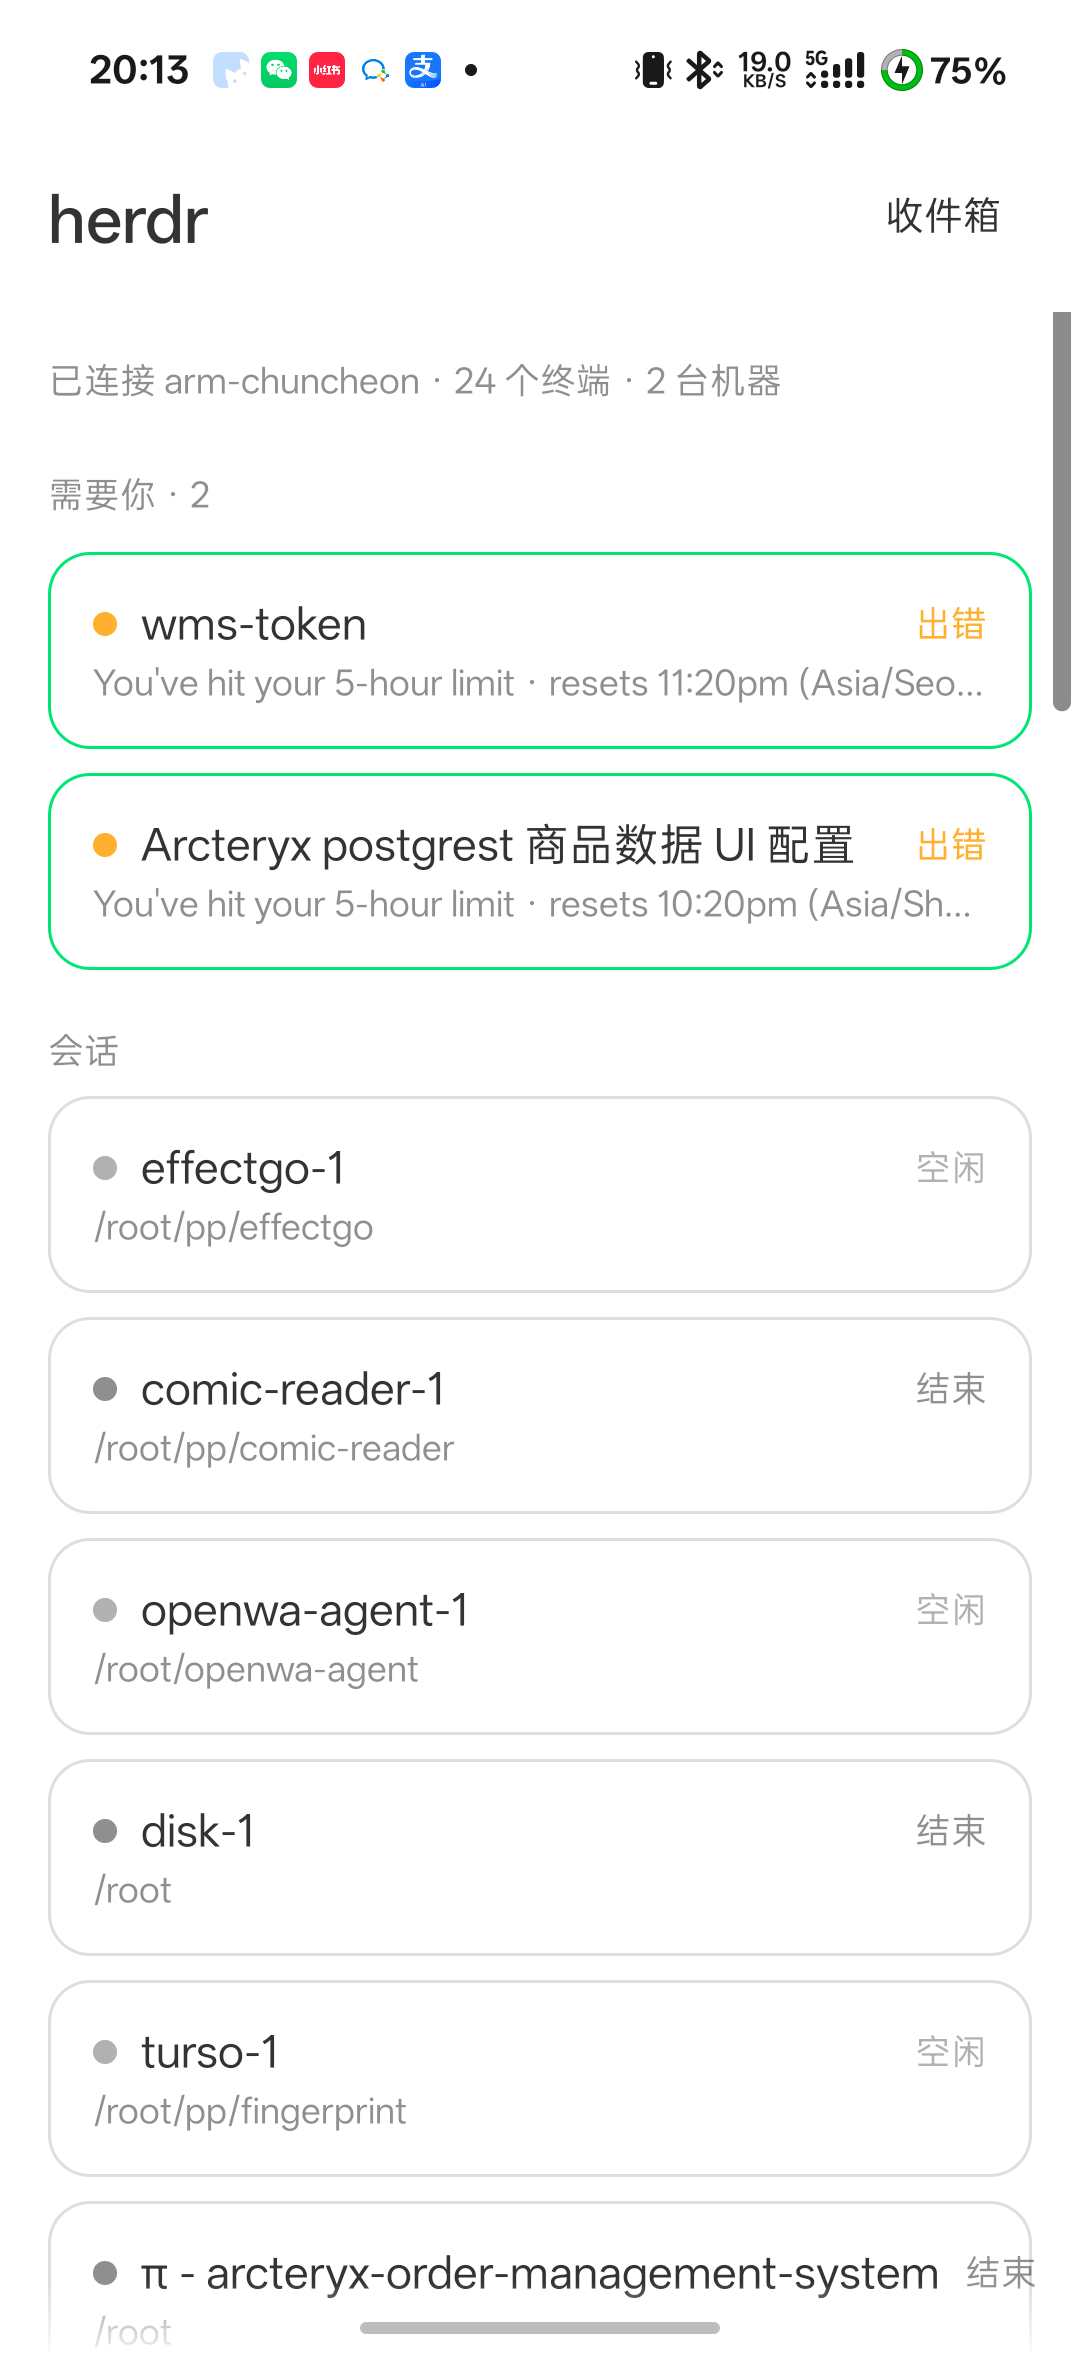 20:13
小红书
支
19.0
KB/S
5G
75%
herdr
收件箱
已连接 arm-chuncheon · 24 个终端 · 2 台机器
需要你 · 2
wms-token
出错
You've hit your 5-hour limit · resets 11:20pm (Asia/Seo...
Arcteryx postgrest 商品数据 UI 配置
出错
You've hit your 5-hour limit · resets 10:20pm (Asia/Sh...
会话
effectgo-1
空闲
/root/pp/effectgo
comic-reader-1
结束
/root/pp/comic-reader
openwa-agent-1
空闲
/root/openwa-agent
disk-1
结束
/root
turso-1
空闲
/root/pp/fingerprint
π - arcteryx-order-management-system
结束
/root